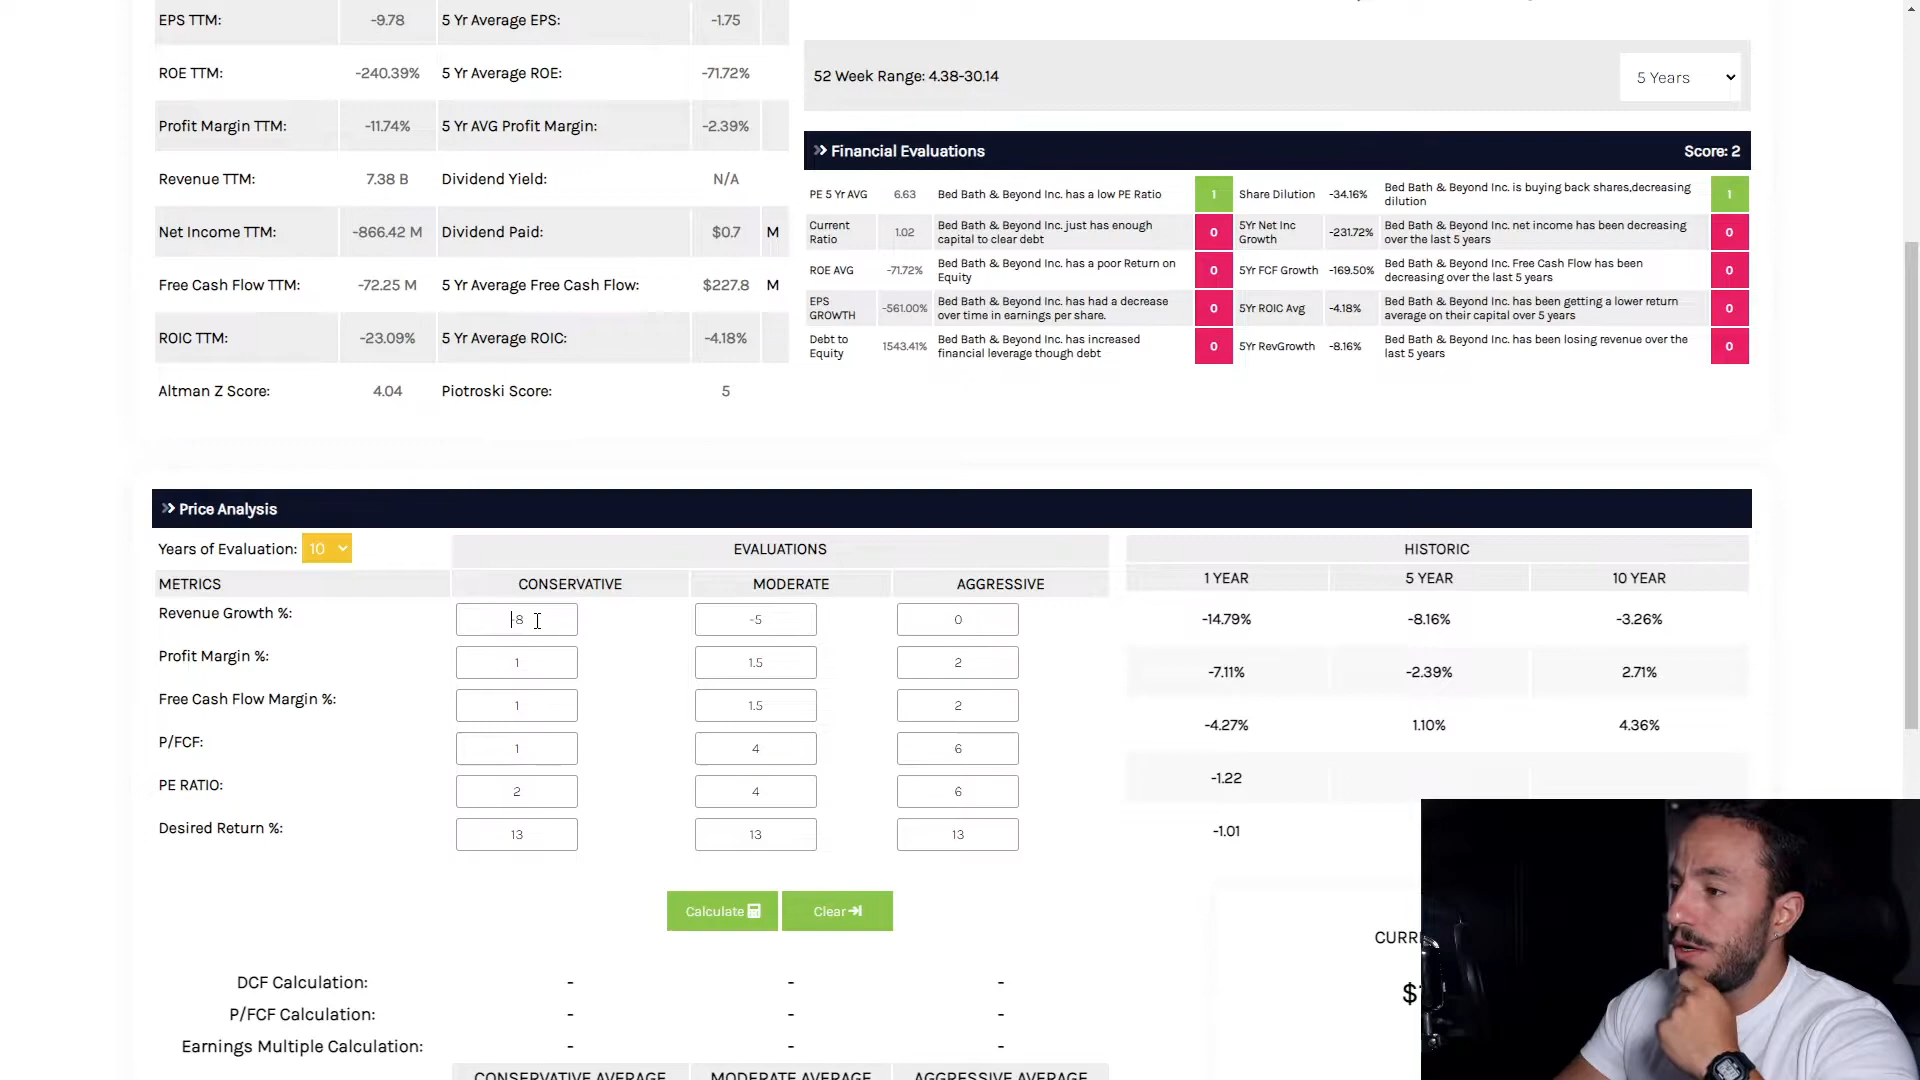 EPS TTM: -9.78 5 Yr Average EPS: -1.75
ROE TTM: -240.39% 5 Yr Average ROE: -71.72%
Profit Margin TTM: -11.74% 5 Yr AVG Profit Margin: -2.39%
Revenue TTM: 7.38 B Dividend Yield: N/A
Net Income TTM: -866.42 M Dividend Paid: $0.7 M
Free Cash Flow TTM: -72.25 M 5 Yr Average Free Cash Flow: $227.8 M
ROIC TTM: -23.09% 5 Yr Average ROIC: -4.18%
Altman Z Score: 4.04 Piotroski Score: 5
52 Week Range: 4.38-30.14 5 Years
Financial Evaluations Score: 2
PE 5 Yr AVG 6.63 Bed Bath & Beyond Inc. has a low PE Ratio 1
Share Dilution -34.16% Bed Bath & Beyond Inc. is buying back shares,decreasing
dilution 1
Current
Ratio 1.02 Bed Bath & Beyond Inc. just has enough
capital to clear debt 0
5Yr Net Inc
Growth -231.72% Bed Bath & Beyond Inc. net income has been decreasing
over the last 5 years 0
ROE AVG -71.72% Bed Bath & Beyond Inc. has a poor Return on
Equity 0
5Yr FCF Growth -169.50% Bed Bath & Beyond Inc. Free Cash Flow has been
decreasing over the last 5 years 0
EPS
GROWTH -561.00% Bed Bath & Beyond Inc. has had a decrease
over time in earnings per share. 0
5Yr ROIC Avg -4.18% Bed Bath & Beyond Inc. has been getting a lower return
average on their capital over 5 years 0
Debt to
Equity 1543.41% Bed Bath & Beyond Inc. has increased
financial leverage though debt 0
5Yr RevGrowth -8.16% Bed Bath & Beyond Inc. has been losing revenue over the
last 5 years 0
Price Analysis
Years of Evaluation: 10 EVALUATIONS HISTORIC
METRICS CONSERVATIVE MODERATE AGGRESSIVE 1 YEAR 5 YEAR 10 YEAR
Revenue Growth %: -8 -5 0 -14.79% -8.16% -3.26%
Profit Margin %: 1 1.5 2 -7.11% -2.39% 2.71%
Free Cash Flow Margin %: 1 1.5 2 -4.27% 1.10% 4.36%
P/FCF: 1 4 6 -1.22
PE RATIO: 2 4 6 -1.01
Desired Return %: 13 13 13
Calculate Clear
CURR
DCF Calculation: - - -
$
P/FCF Calculation: - - -
Earnings Multiple Calculation: - - -
CONSERVATIVE AVERAGE MODERATE AVERAGE AGGRESSIVE AVERAGE